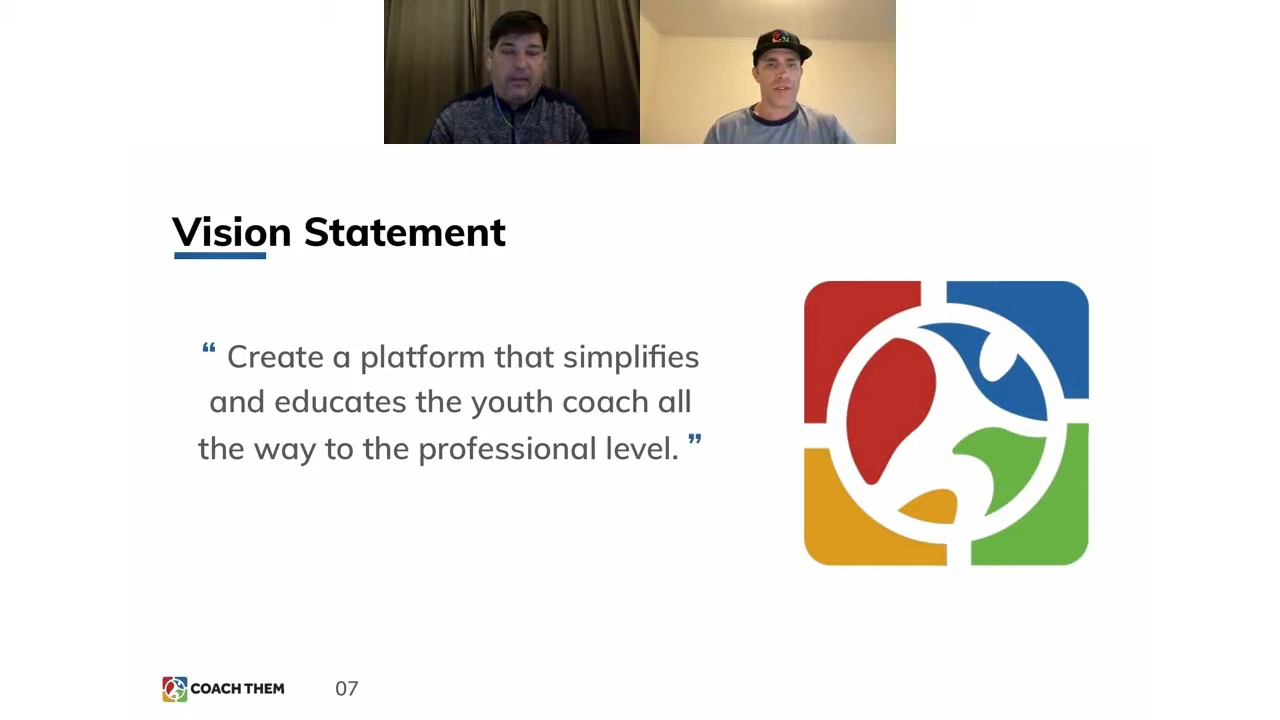 Vision Statement
“ Create a platform that simplifies
and educates the youth coach all
the way to the professional level. ”
COACH THEM 07